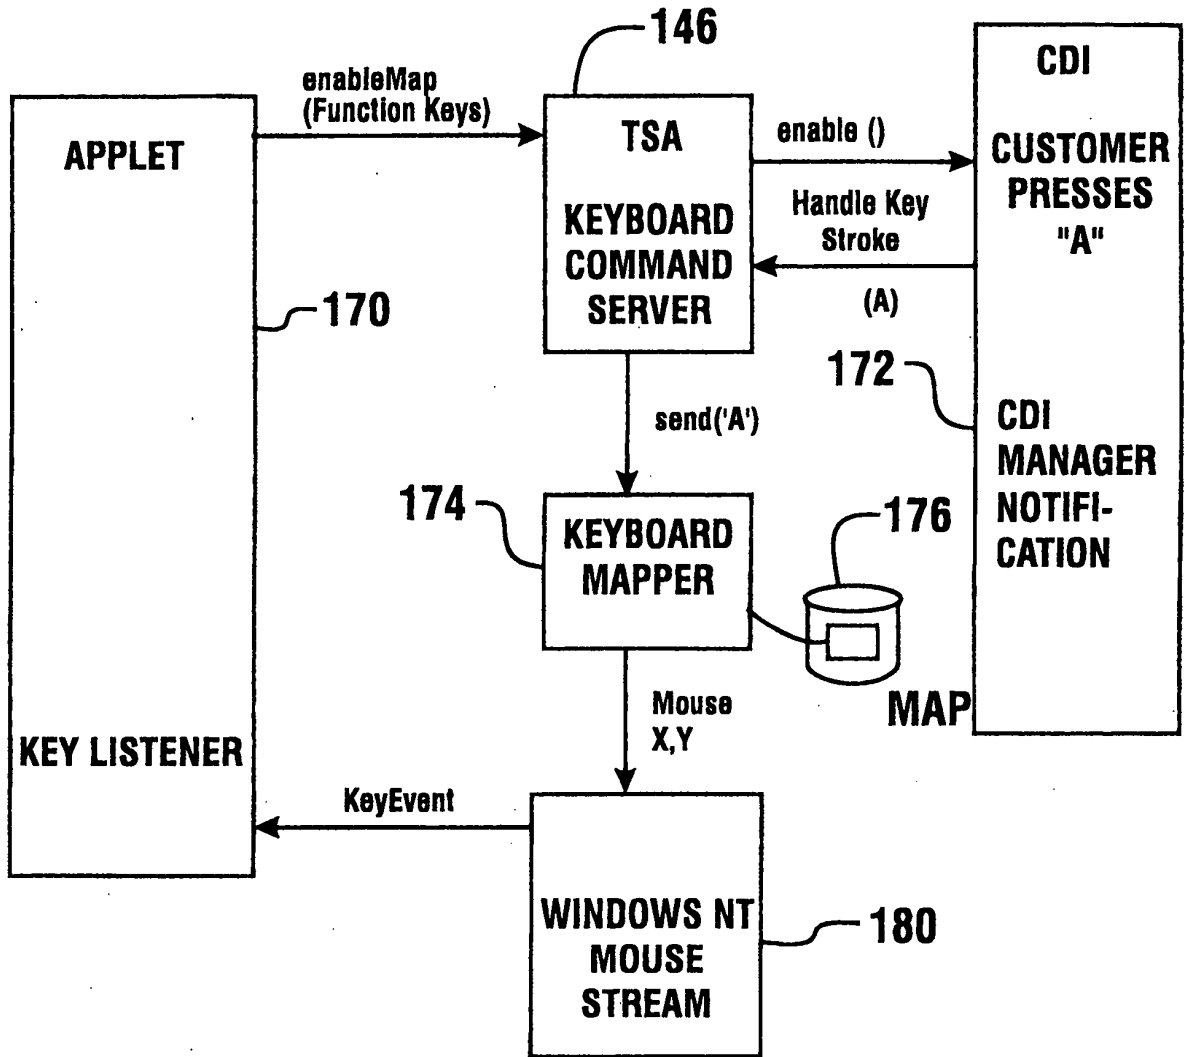 146
CDI
enableMap
(Function Keys)
APPLET
TSA
enable ()
CUSTOMER
PRESSES
"A"
KEYBOARD
COMMAND
SERVER
Handle Key
Stroke
(A)
170
172
send('A')
CDI
MANAGER
NOTIFI-
CATION
174
KEYBOARD
MAPPER
176
MAP
Mouse
X,Y
KEY LISTENER
KeyEvent
WINDOWS NT
MOUSE
STREAM
180